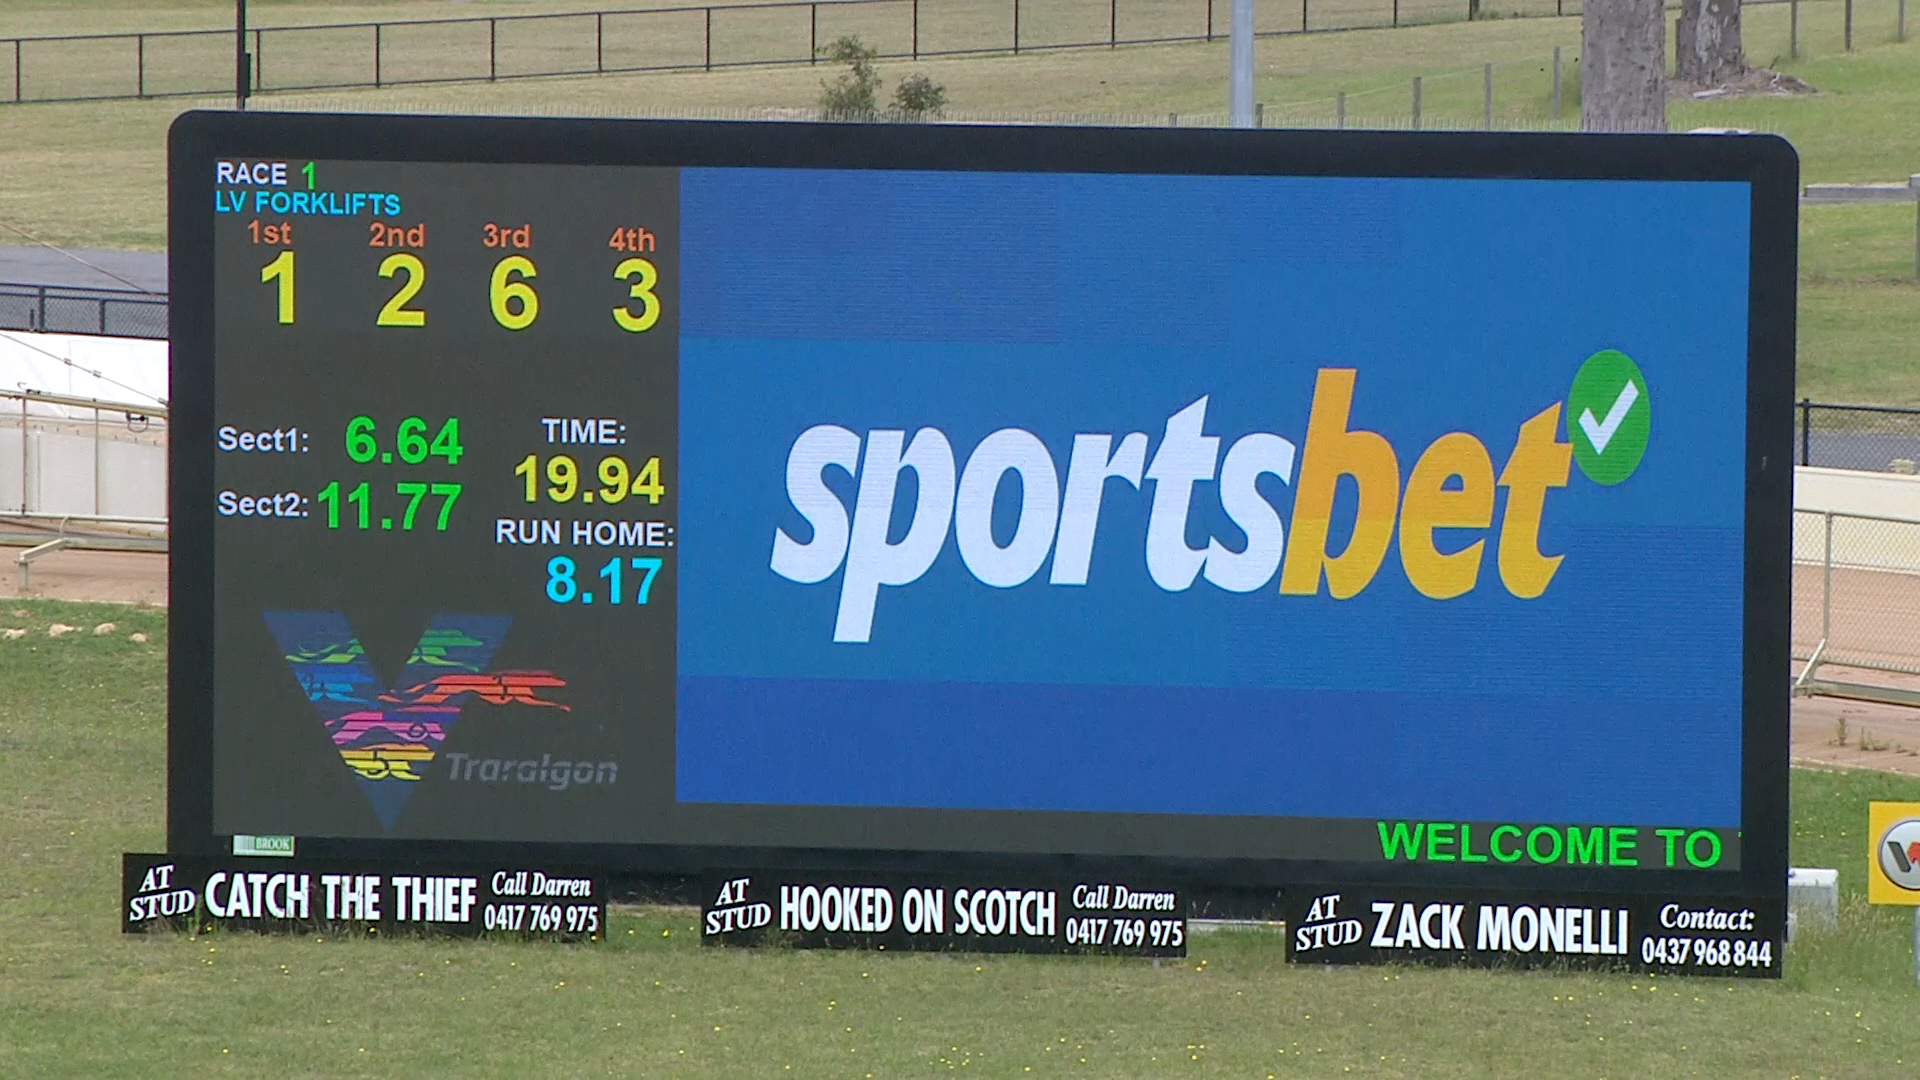 RACE 1
LV FORKLIFTS
1st 2nd 3rd 4th
1 2 6 3
Sect1: 6.64
Sect2: 11.77
TIME:
19.94
RUN HOME:
8.17
Traralgon
sportsbet
WELCOME TO
BROOK
AT STUD CATCH THE THIEF Call Darren 0417 769 975
AT STUD HOOKED ON SCOTCH Call Darren 0417 769 975
AT STUD ZACK MONELLI Contact: 0437 968 844